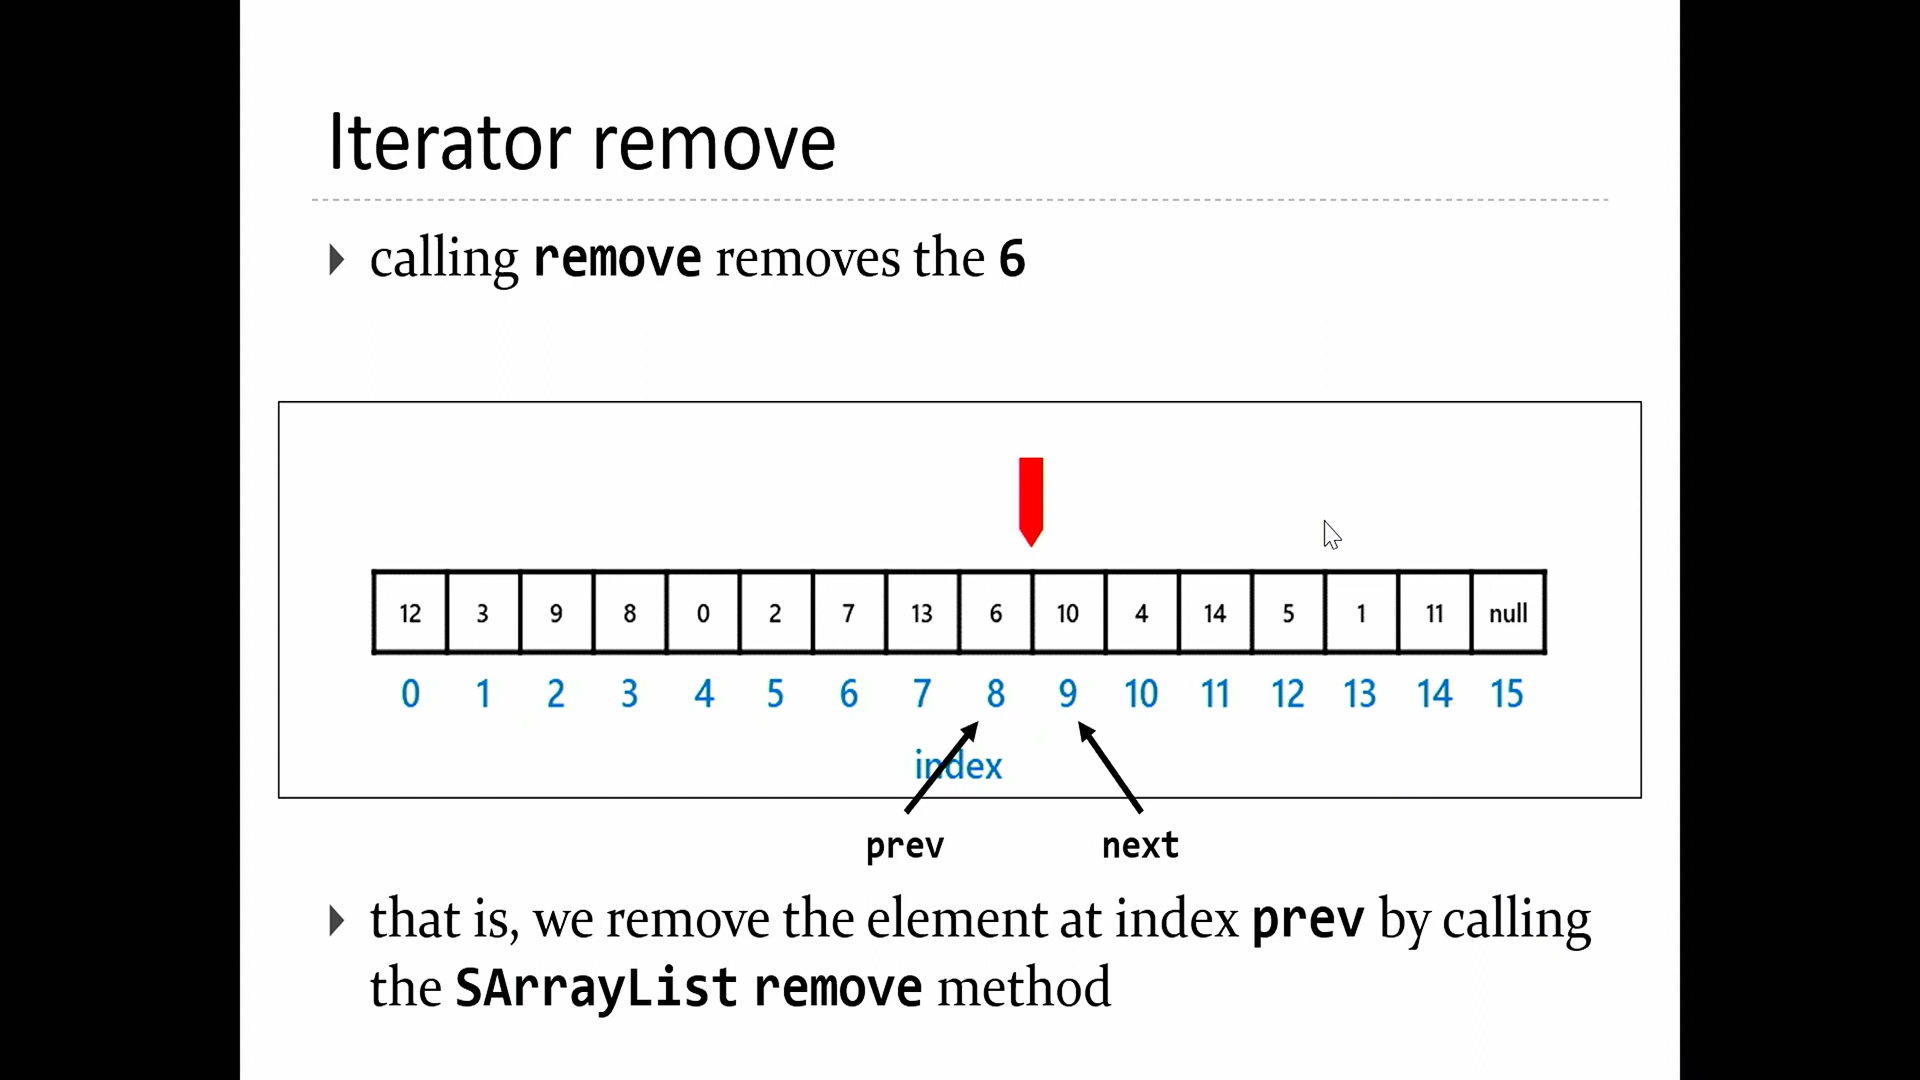 Iterator remove
calling remove removes the 6
12 3 9 8 0 2 7 13 6 10 4 14 5 1 11 null
0 1 2 3 4 5 6 7 8 9 10 11 12 13 14 15
index
prev next
that is, we remove the element at index prev by calling
the SArrayList remove method